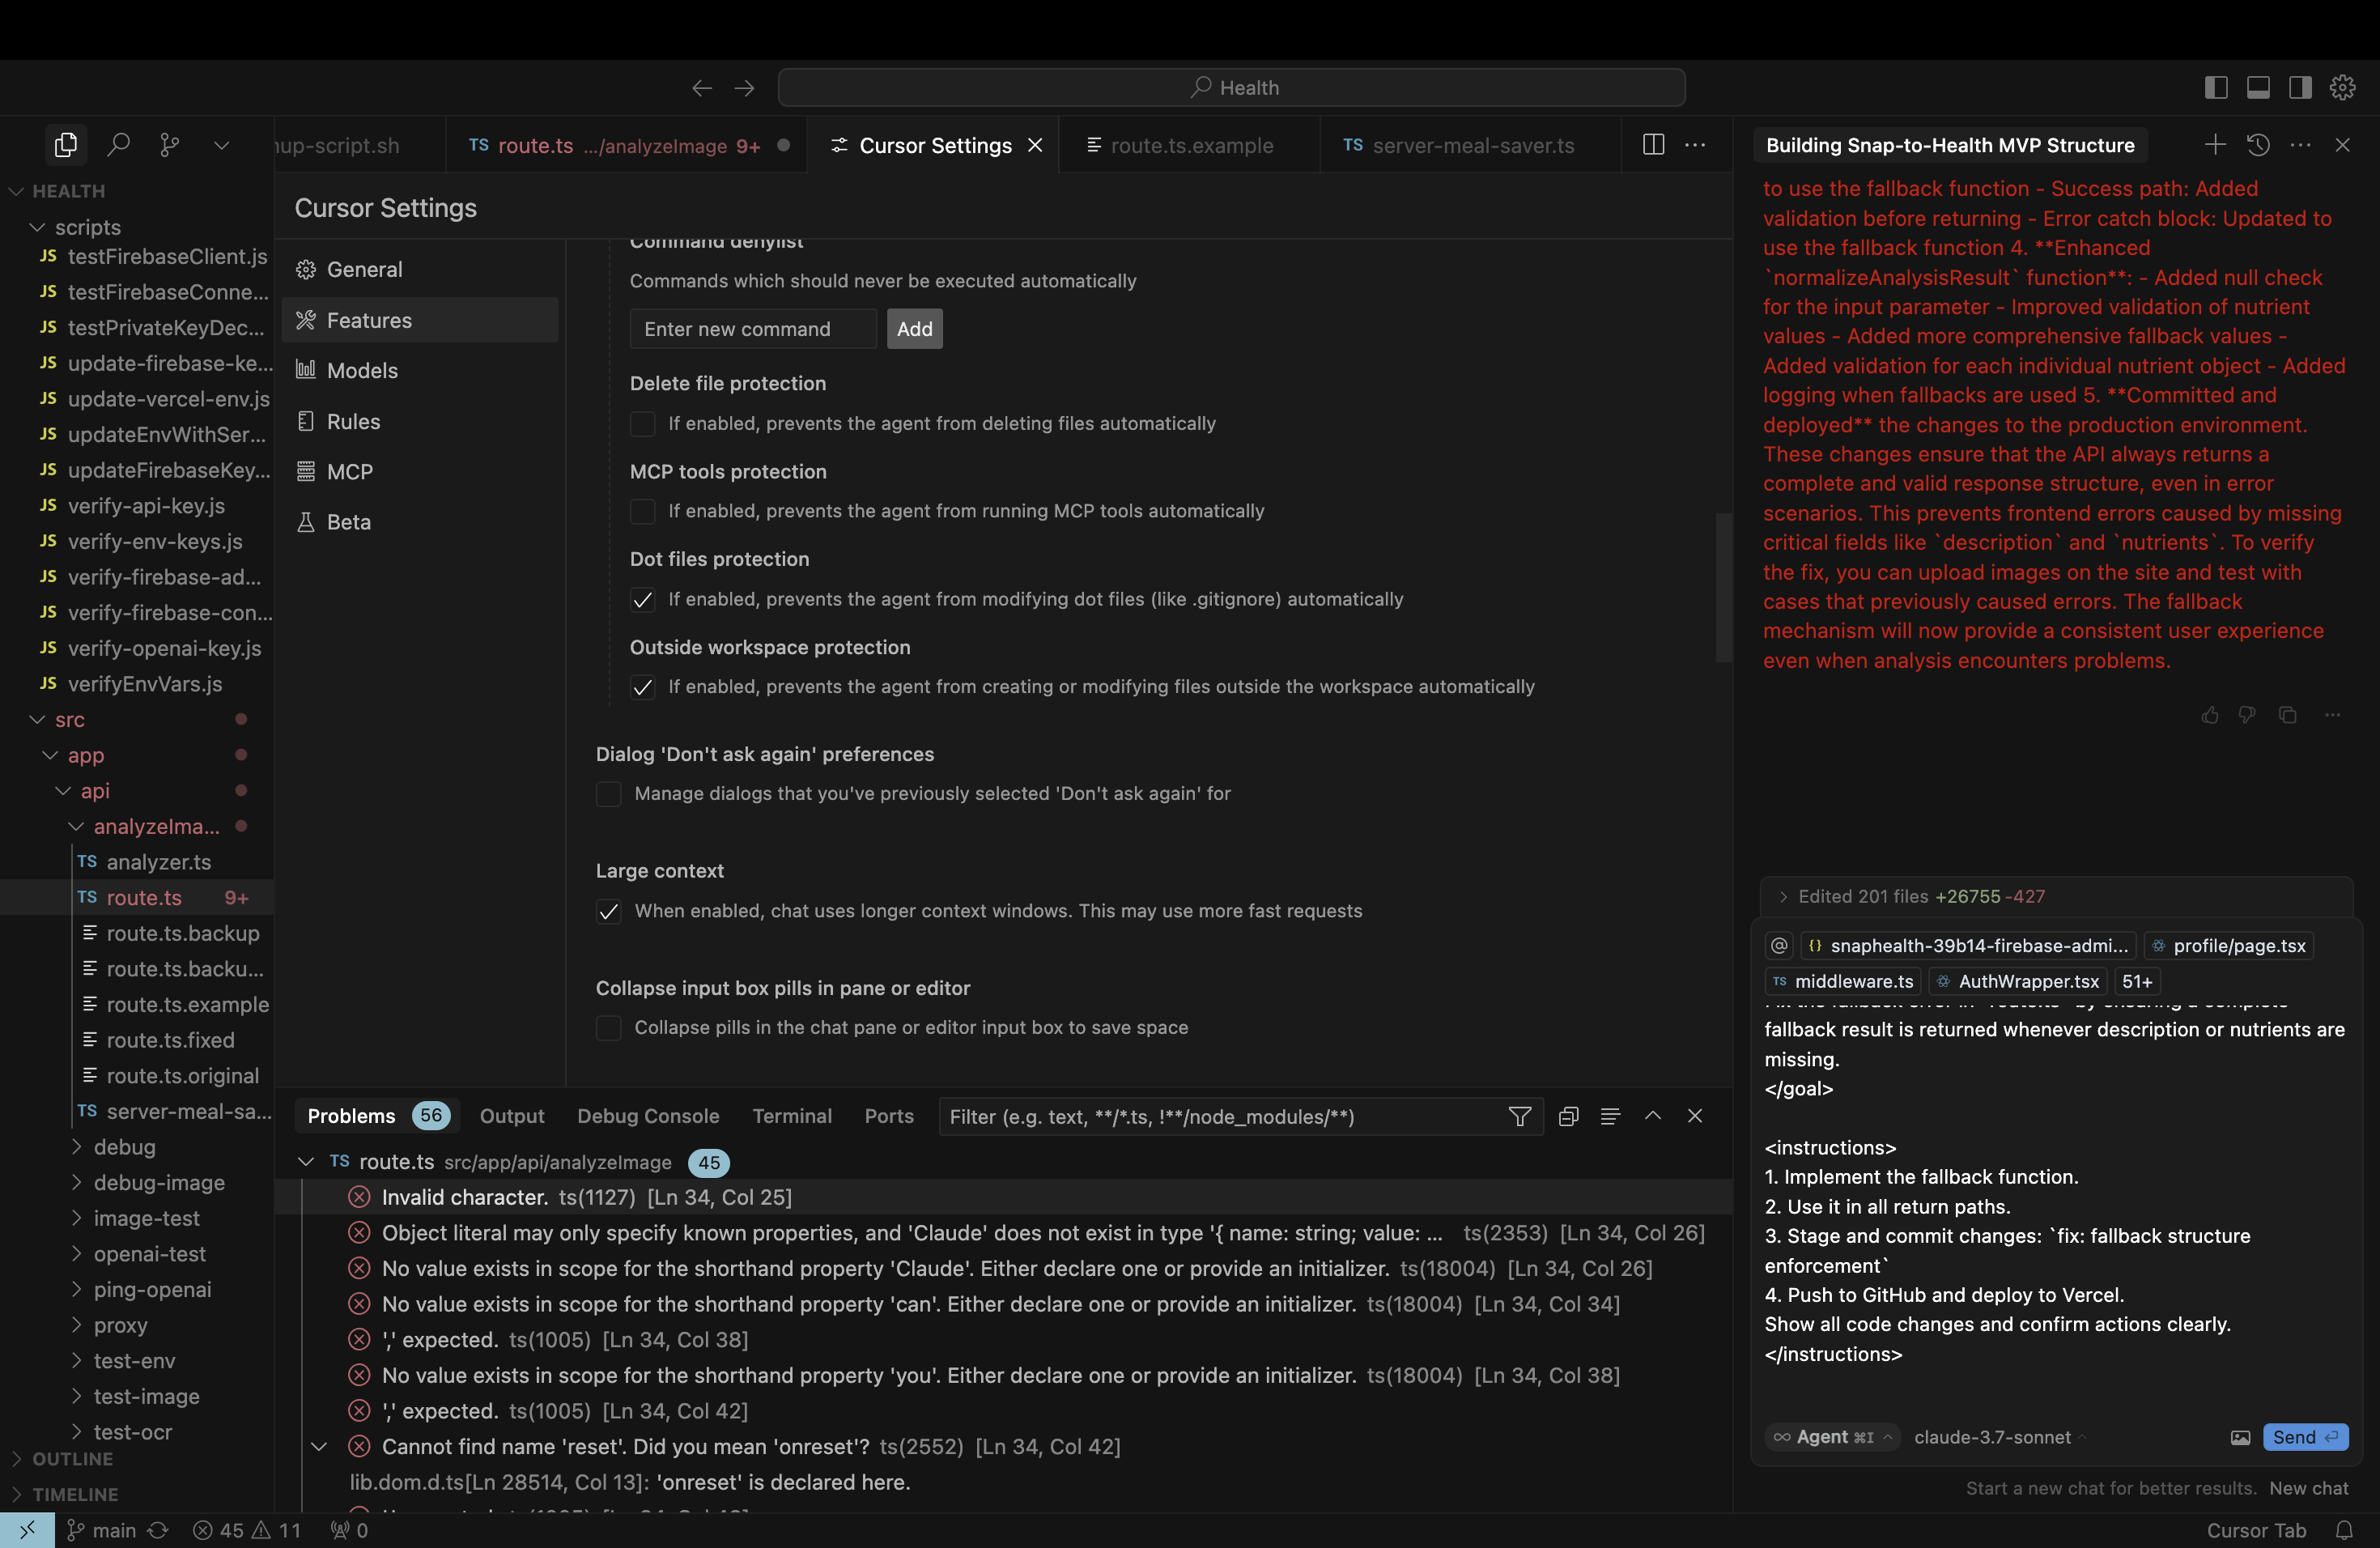 Health
up-script.sh
TS route.ts .../analyzeImage 9+
Cursor Settings
route.ts.example
TS server-meal-saver.ts
Building Snap-to-Health MVP Structure
HEALTH
scripts
JS testFirebaseClient.js
JS testFirebaseConne...
JS testPrivateKeyDec...
JS update-firebase-ke...
JS update-vercel-env.js
JS updateEnvWithSer...
JS updateFirebaseKey...
JS verify-api-key.js
JS verify-env-keys.js
JS verify-firebase-ad...
JS verify-firebase-con...
JS verify-openai-key.js
JS verifyEnvVars.js
src
app
api
analyzeIma...
TS analyzer.ts
TS route.ts 9+
route.ts.backup
route.ts.backu...
route.ts.example
route.ts.fixed
route.ts.original
TS server-meal-sa...
debug
debug-image
image-test
openai-test
ping-openai
proxy
test-env
test-image
test-ocr
OUTLINE
TIMELINE
Cursor Settings
General
Features
Models
Rules
MCP
Beta
Command denylist
Commands which should never be executed automatically
Enter new command
Add
Delete file protection
If enabled, prevents the agent from deleting files automatically
MCP tools protection
If enabled, prevents the agent from running MCP tools automatically
Dot files protection
If enabled, prevents the agent from modifying dot files (like .gitignore) automatically
Outside workspace protection
If enabled, prevents the agent from creating or modifying files outside the workspace automatically
Dialog 'Don't ask again' preferences
Manage dialogs that you've previously selected 'Don't ask again' for
Large context
When enabled, chat uses longer context windows. This may use more fast requests
Collapse input box pills in pane or editor
Collapse pills in the chat pane or editor input box to save space
Problems 56
Output
Debug Console
Terminal
Ports
Filter (e.g. text, **/*.ts, !**/node_modules/**)
TS route.ts src/app/api/analyzeImage 45
Invalid character. ts(1127) [Ln 34, Col 25]
Object literal may only specify known properties, and 'Claude' does not exist in type '{ name: string; value: ... ts(2353) [Ln 34, Col 26]
No value exists in scope for the shorthand property 'Claude'. Either declare one or provide an initializer. ts(18004) [Ln 34, Col 26]
No value exists in scope for the shorthand property 'can'. Either declare one or provide an initializer. ts(18004) [Ln 34, Col 34]
',' expected. ts(1005) [Ln 34, Col 38]
No value exists in scope for the shorthand property 'you'. Either declare one or provide an initializer. ts(18004) [Ln 34, Col 38]
',' expected. ts(1005) [Ln 34, Col 42]
Cannot find name 'reset'. Did you mean 'onreset'? ts(2552) [Ln 34, Col 42]
lib.dom.d.ts[Ln 28514, Col 13]: 'onreset' is declared here.
to use the fallback function - Success path: Added
validation before returning - Error catch block: Updated to
use the fallback function 4. **Enhanced
`normalizeAnalysisResult` function**: - Added null check
for the input parameter - Improved validation of nutrient
values - Added more comprehensive fallback values -
Added validation for each individual nutrient object - Added
logging when fallbacks are used 5. **Committed and
deployed** the changes to the production environment.
These changes ensure that the API always returns a
complete and valid response structure, even in error
scenarios. This prevents frontend errors caused by missing
critical fields like `description` and `nutrients`. To verify
the fix, you can upload images on the site and test with
cases that previously caused errors. The fallback
mechanism will now provide a consistent user experience
even when analysis encounters problems.
Edited 201 files +26755 -427
@ {} snaphealth-39b14-firebase-admi... profile/page.tsx
TS middleware.ts AuthWrapper.tsx 51+
fallback result is returned whenever description or nutrients are
missing.
</goal>
<instructions>
1. Implement the fallback function.
2. Use it in all return paths.
3. Stage and commit changes: `fix: fallback structure
enforcement`
4. Push to GitHub and deploy to Vercel.
Show all code changes and confirm actions clearly.
</instructions>
∞ Agent ⌘I claude-3.7-sonnet
Send
Start a new chat for better results. New chat
main
45 11
0
Cursor Tab